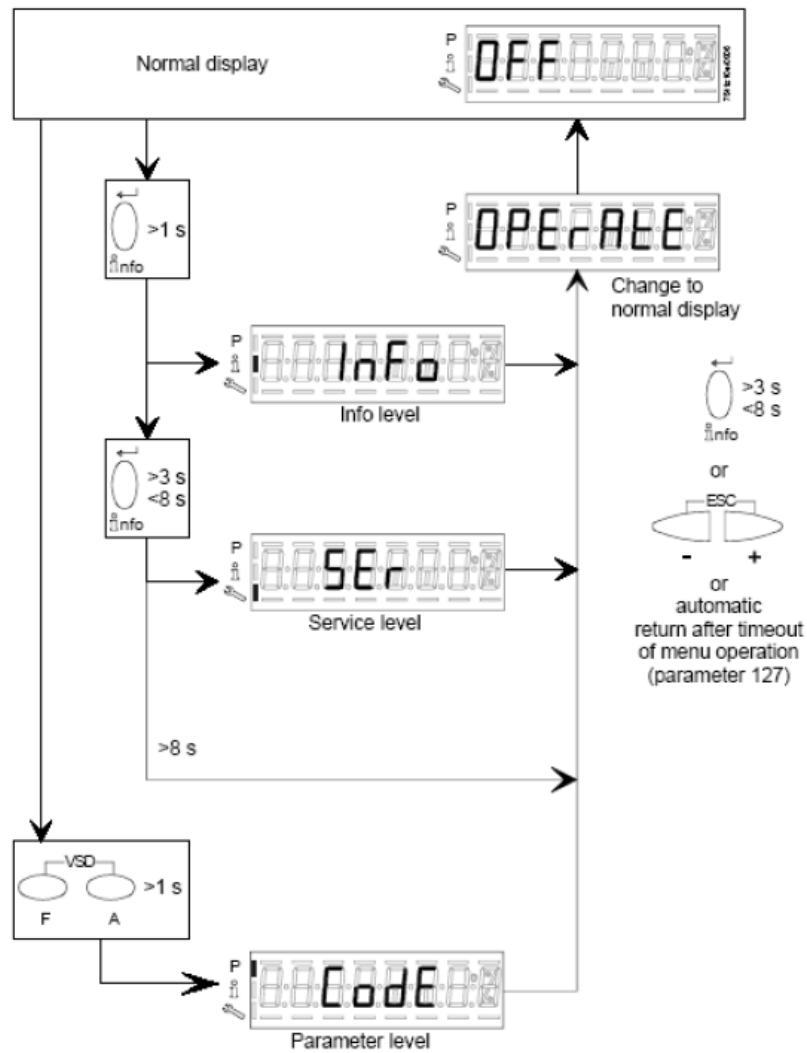 Normal display
P
OFF
i
P
OPErAtE
i
>1 s
info
Change to
normal display
P
InFo
i
Info level
>3 s
<8 s
info
or
ESC
- +
or
automatic
return after timeout
of menu operation
(parameter 127)
>3 s
<8 s
info
P
SEr
i
Service level
>8 s
VSD
>1 s
F A
P
CodE
i
Parameter level